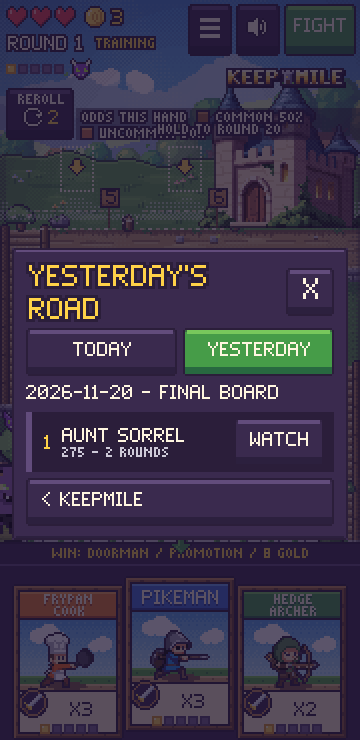 3
FIGHT
ROUND 1 TRAINING
KEEPMILE
REROLL
2
ODDS THIS HAND COMMON 50%
HOLD TO ROUND 20
5
6
YESTERDAY'S
ROAD
X
TODAY
YESTERDAY
2026-11-20 - FINAL BOARD
1 AUNT SORREL
275 - 2 ROUNDS
WATCH
< KEEPMILE
WIN: DOORMAN / PROMOTION / 8 GOLD
FRYPAN
COOK
X3
PIKEMAN
X3
HEDGE
ARCHER
X2